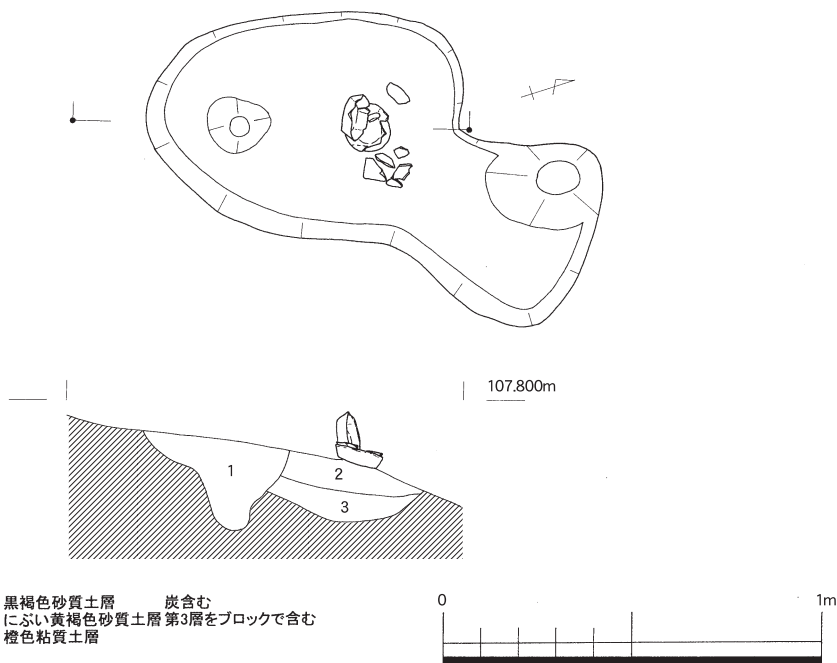 107.800m
1
2
3
黒褐色砂質土層 炭含む
にぶい黄褐色砂質土層 第3層をブロックで含む
橙色粘質土層
0 1m